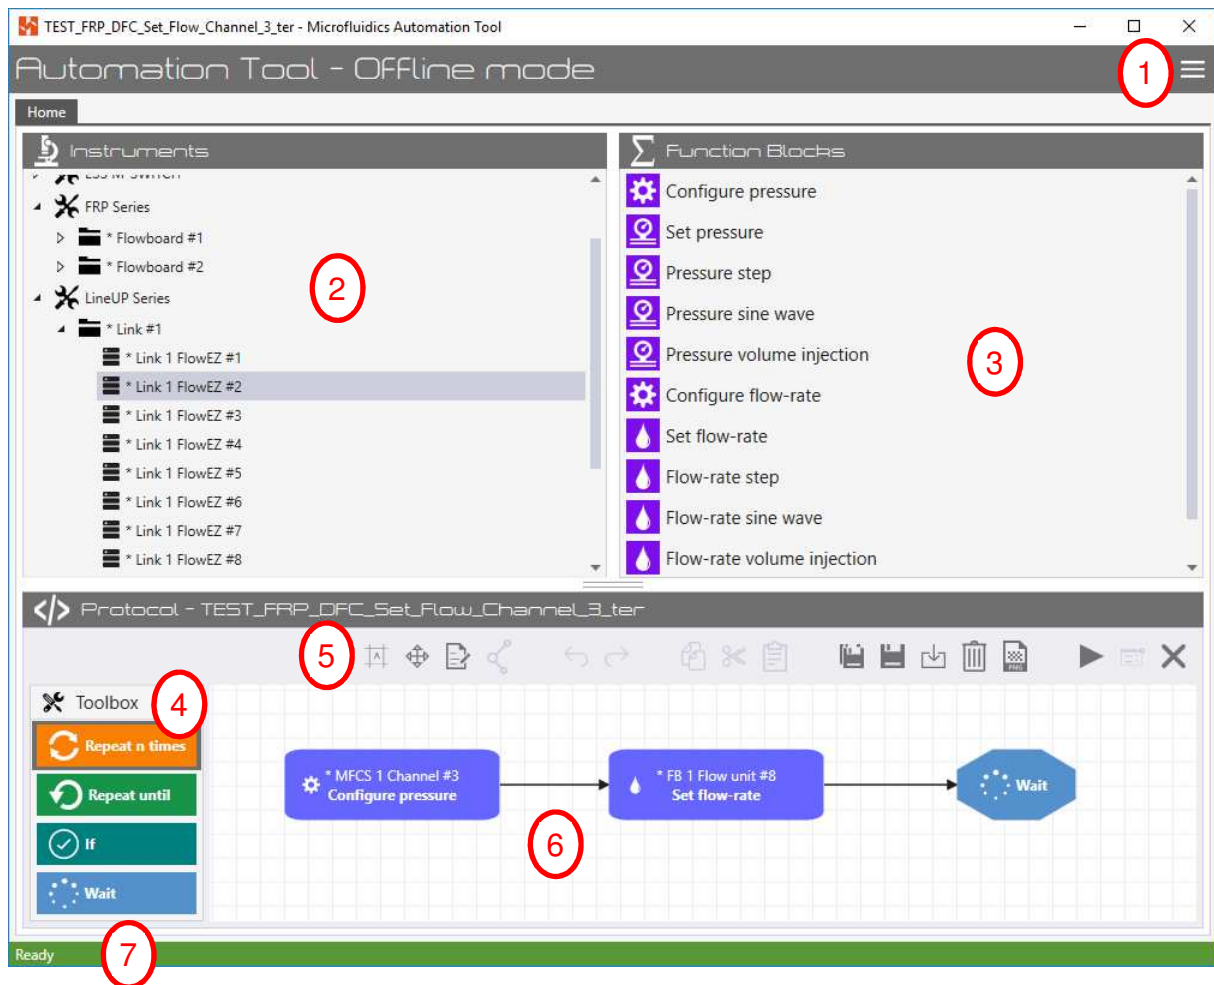 TEST_FRP_DFC_Set_Flow_Channel_3_ter - Microfluidics Automation Tool
Automation Tool - Offline mode
1
Home
Instruments
Function Blocks
ESS M-SWITCH
FRP Series
* Flowboard #1
* Flowboard #2
LineUP Series
* Link #1
* Link 1 FlowEZ #1
* Link 1 FlowEZ #2
* Link 1 FlowEZ #3
* Link 1 FlowEZ #4
* Link 1 FlowEZ #5
* Link 1 FlowEZ #6
* Link 1 FlowEZ #7
* Link 1 FlowEZ #8
2
Configure pressure
Set pressure
Pressure step
Pressure sine wave
Pressure volume injection
Configure flow-rate
Set flow-rate
Flow-rate step
Flow-rate sine wave
Flow-rate volume injection
3
Protocol - TEST_FRP_DFC_Set_Flow_Channel_3_ter
5
A
PNG
Toolbox
4
Repeat n times
Repeat until
If
Wait
* MFCS 1 Channel #3
Configure pressure
* FB 1 Flow unit #8
Set flow-rate
Wait
6
Ready
7